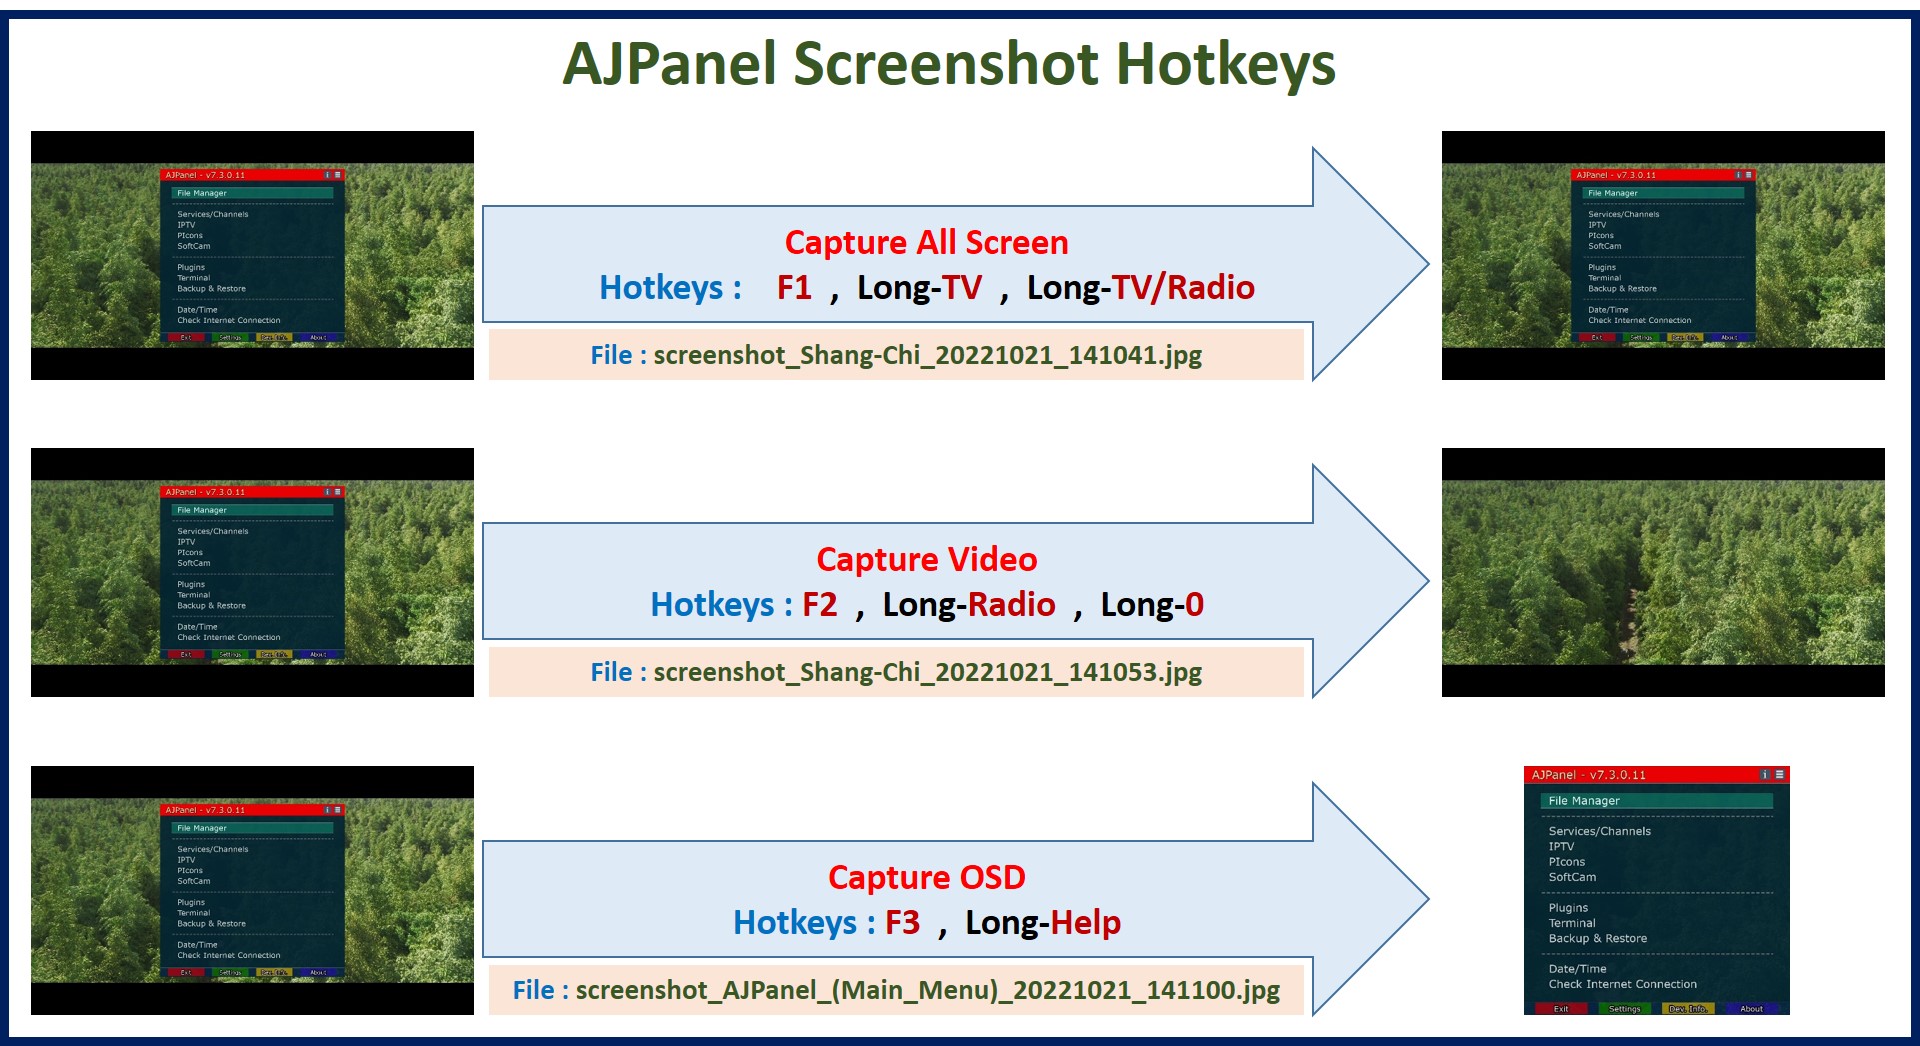 AJPanel Screenshot Hotkeys
AJPanel - v7.3.0.11
File Manager
Services/Channels
IPTV
PIcons
SoftCam
Plugins
Terminal
Backup & Restore
Date/Time
Check Internet Connection
Exit Settings Dev. Info. About
Capture All Screen
Hotkeys : F1 , Long-TV , Long-TV/Radio
File : screenshot_Shang-Chi_20221021_141041.jpg
AJPanel - v7.3.0.11
File Manager
Services/Channels
IPTV
PIcons
SoftCam
Plugins
Terminal
Backup & Restore
Date/Time
Check Internet Connection
Exit Settings Dev. Info. About
AJPanel - v7.3.0.11
File Manager
Services/Channels
IPTV
PIcons
SoftCam
Plugins
Terminal
Backup & Restore
Date/Time
Check Internet Connection
Exit Settings Dev. Info. About
Capture Video
Hotkeys : F2 , Long-Radio , Long-0
File : screenshot_Shang-Chi_20221021_141053.jpg
AJPanel - v7.3.0.11
File Manager
Services/Channels
IPTV
PIcons
SoftCam
Plugins
Terminal
Backup & Restore
Date/Time
Check Internet Connection
Exit Settings Dev. Info. About
Capture OSD
Hotkeys : F3 , Long-Help
File : screenshot_AJPanel_(Main_Menu)_20221021_141100.jpg
AJPanel - v7.3.0.11
File Manager
Services/Channels
IPTV
PIcons
SoftCam
Plugins
Terminal
Backup & Restore
Date/Time
Check Internet Connection
Exit Settings Dev. Info. About